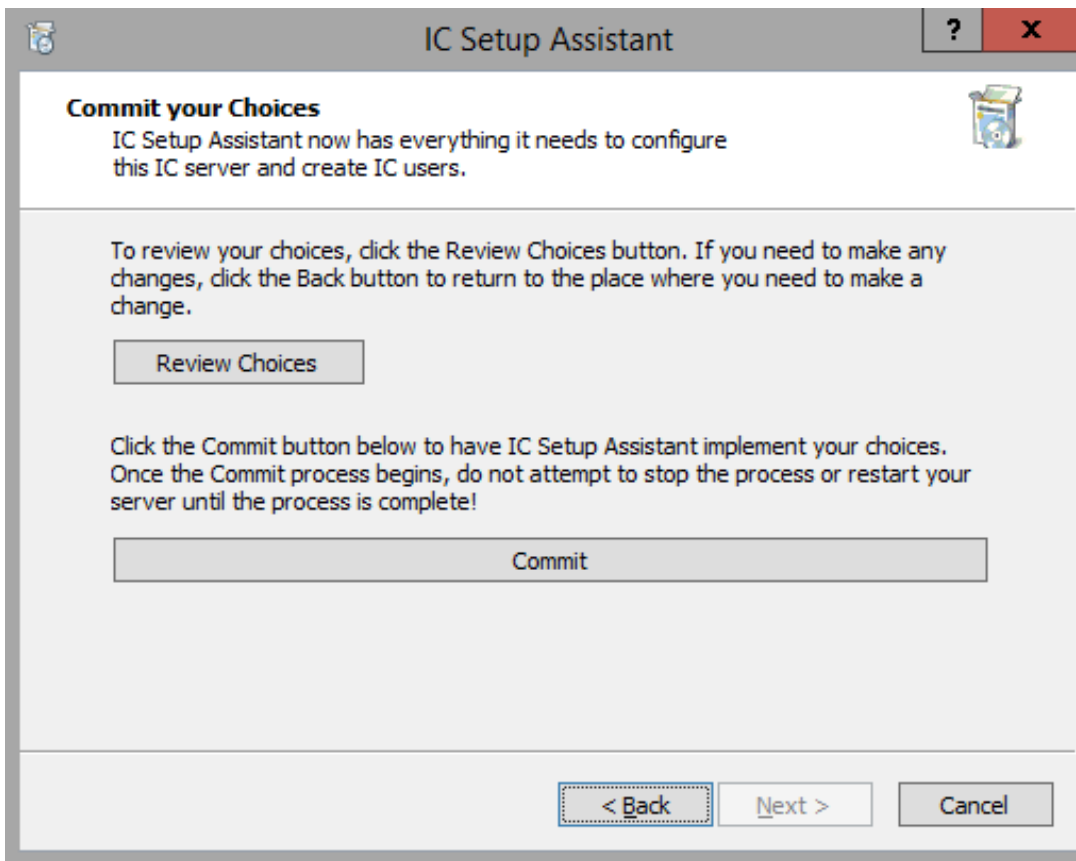 IC Setup Assistant
?
x
Commit your Choices
IC Setup Assistant now has everything it needs to configure
this IC server and create IC users.
To review your choices, click the Review Choices button. If you need to make any
changes, click the Back button to return to the place where you need to make a
change.
Review Choices
Click the Commit button below to have IC Setup Assistant implement your choices.
Once the Commit process begins, do not attempt to stop the process or restart your
server until the process is complete!
Commit
< Back
Next >
Cancel